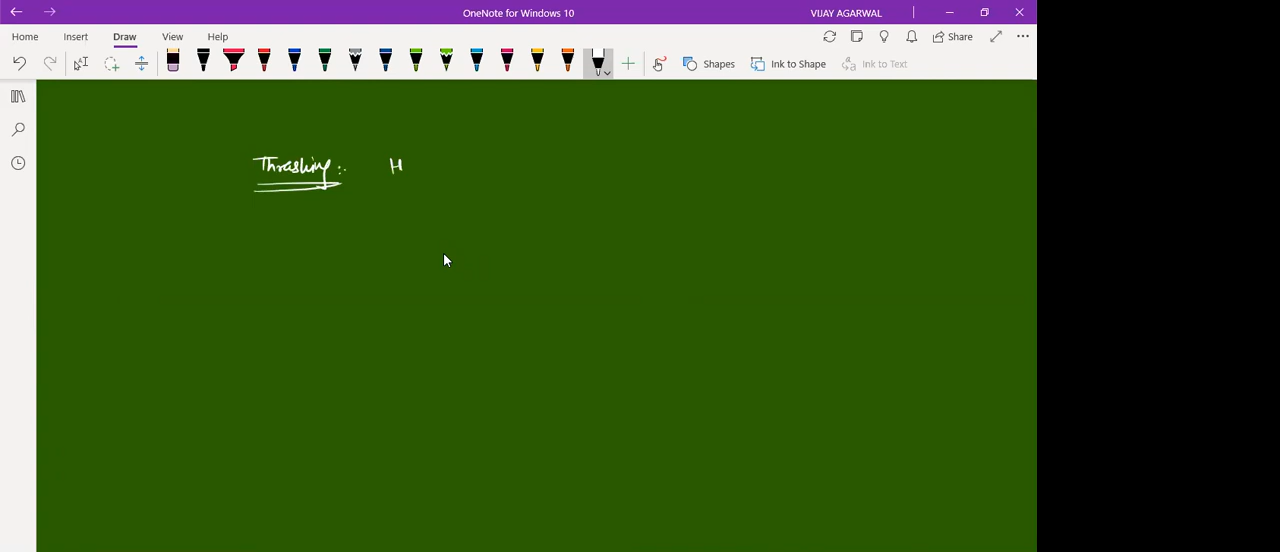 OneNote for Windows 10
VIJAY AGARWAL
Home Insert Draw View Help
Share
Shapes Ink to Shape Ink to Text
Thrashing: H